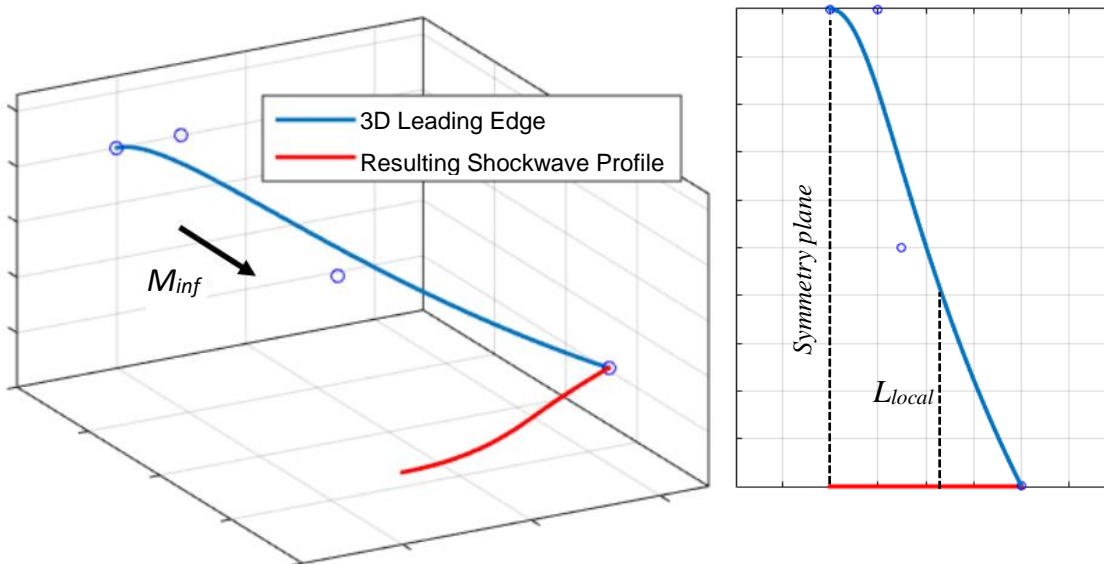 3D Leading Edge
Resulting Shockwave Profile
Minf
Symmetry plane
Llocal